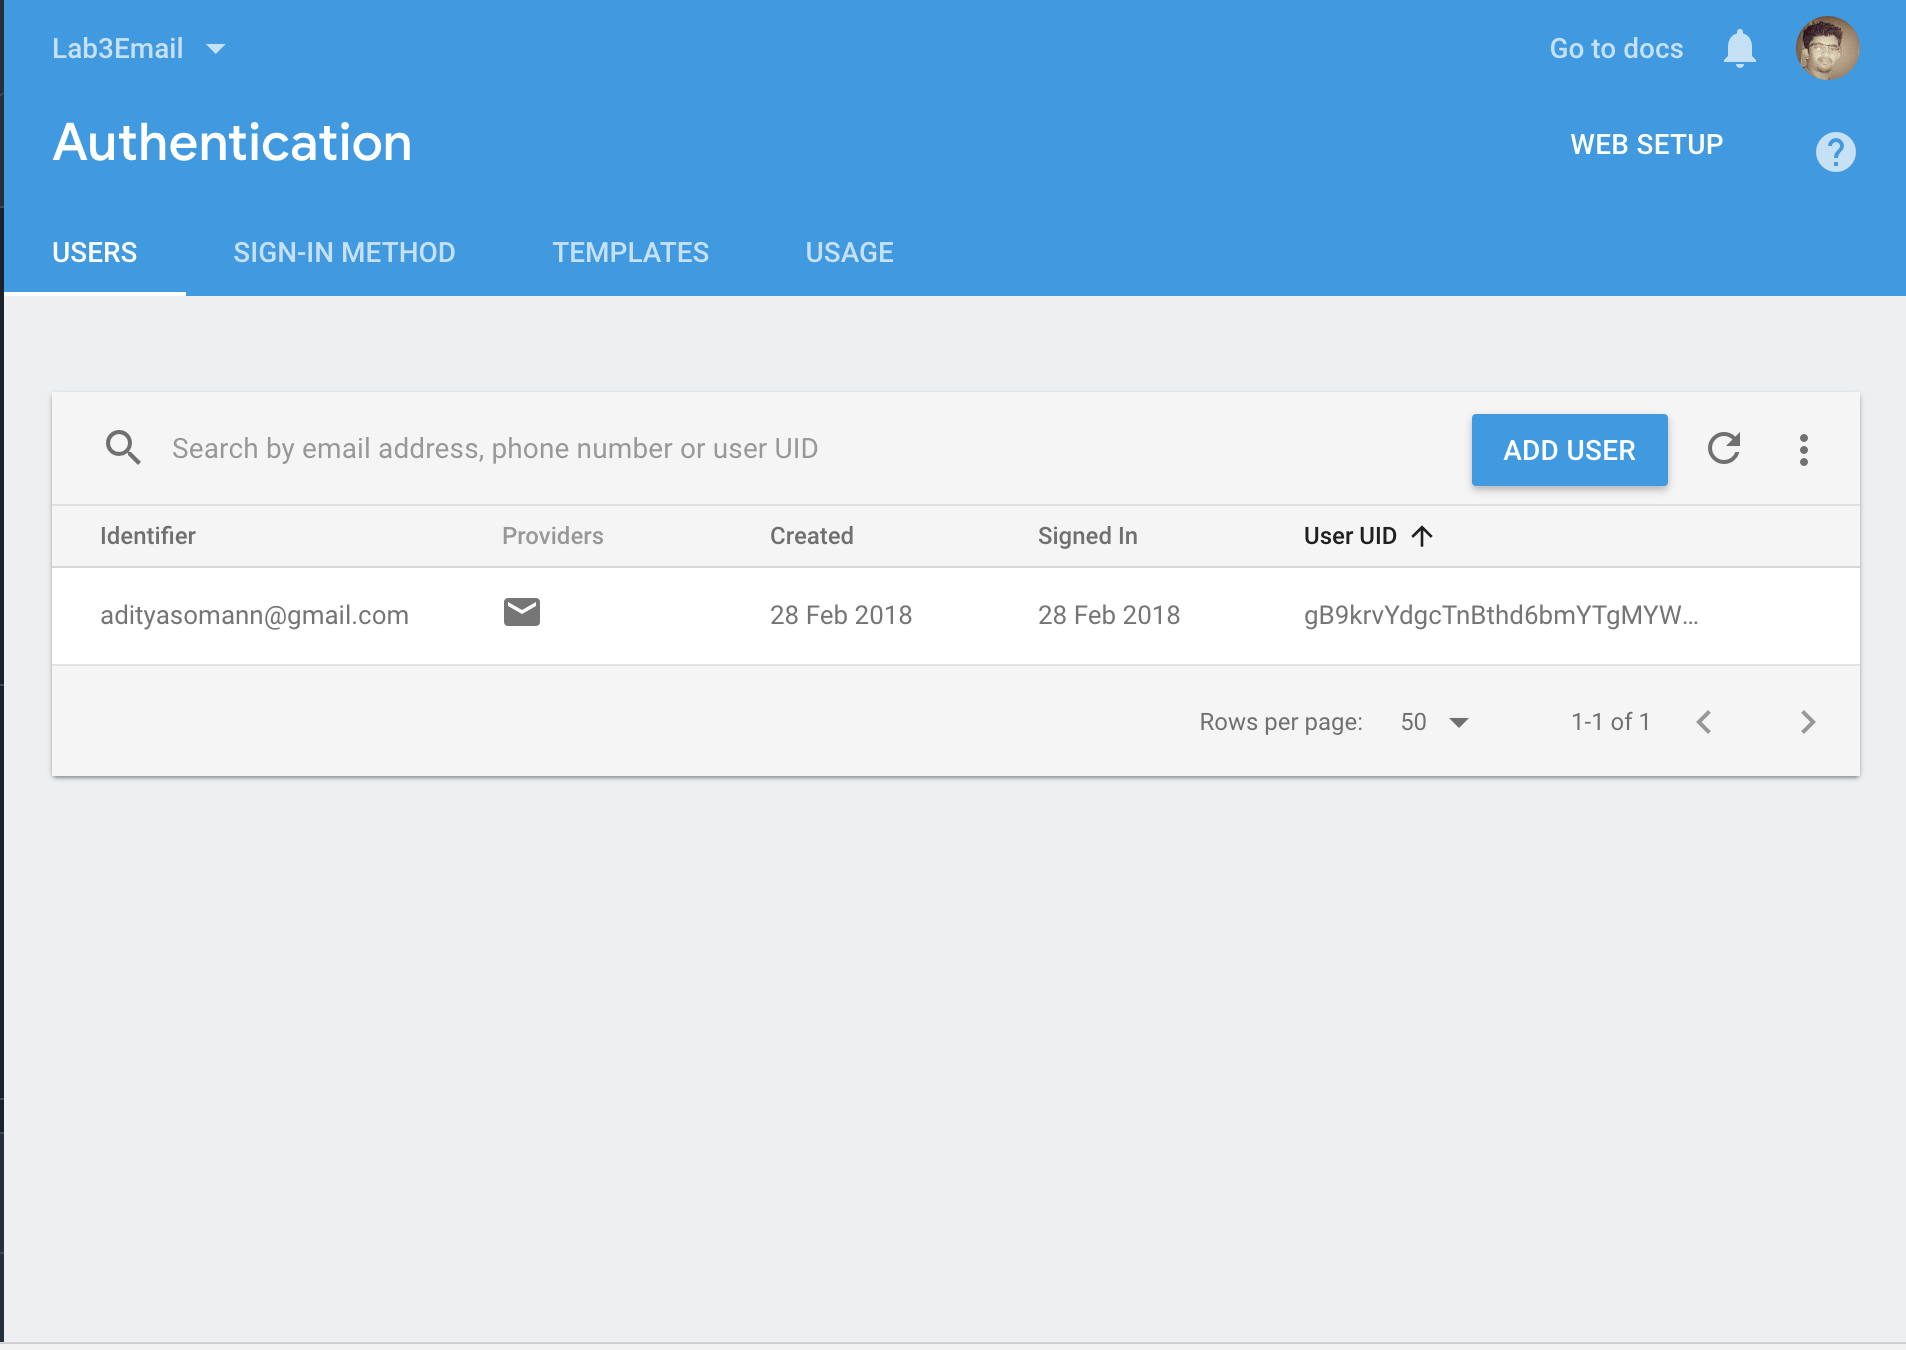 Lab3Email
Go to docs
Authentication
WEB SETUP
?
USERS SIGN-IN METHOD TEMPLATES USAGE
Search by email address, phone number or user UID
ADD USER
Identifier Providers Created Signed In User UID
adityasomann@gmail.com 28 Feb 2018 28 Feb 2018 gB9krvYdgcTnBthd6bmYTgMYW...
Rows per page: 50 1-1 of 1